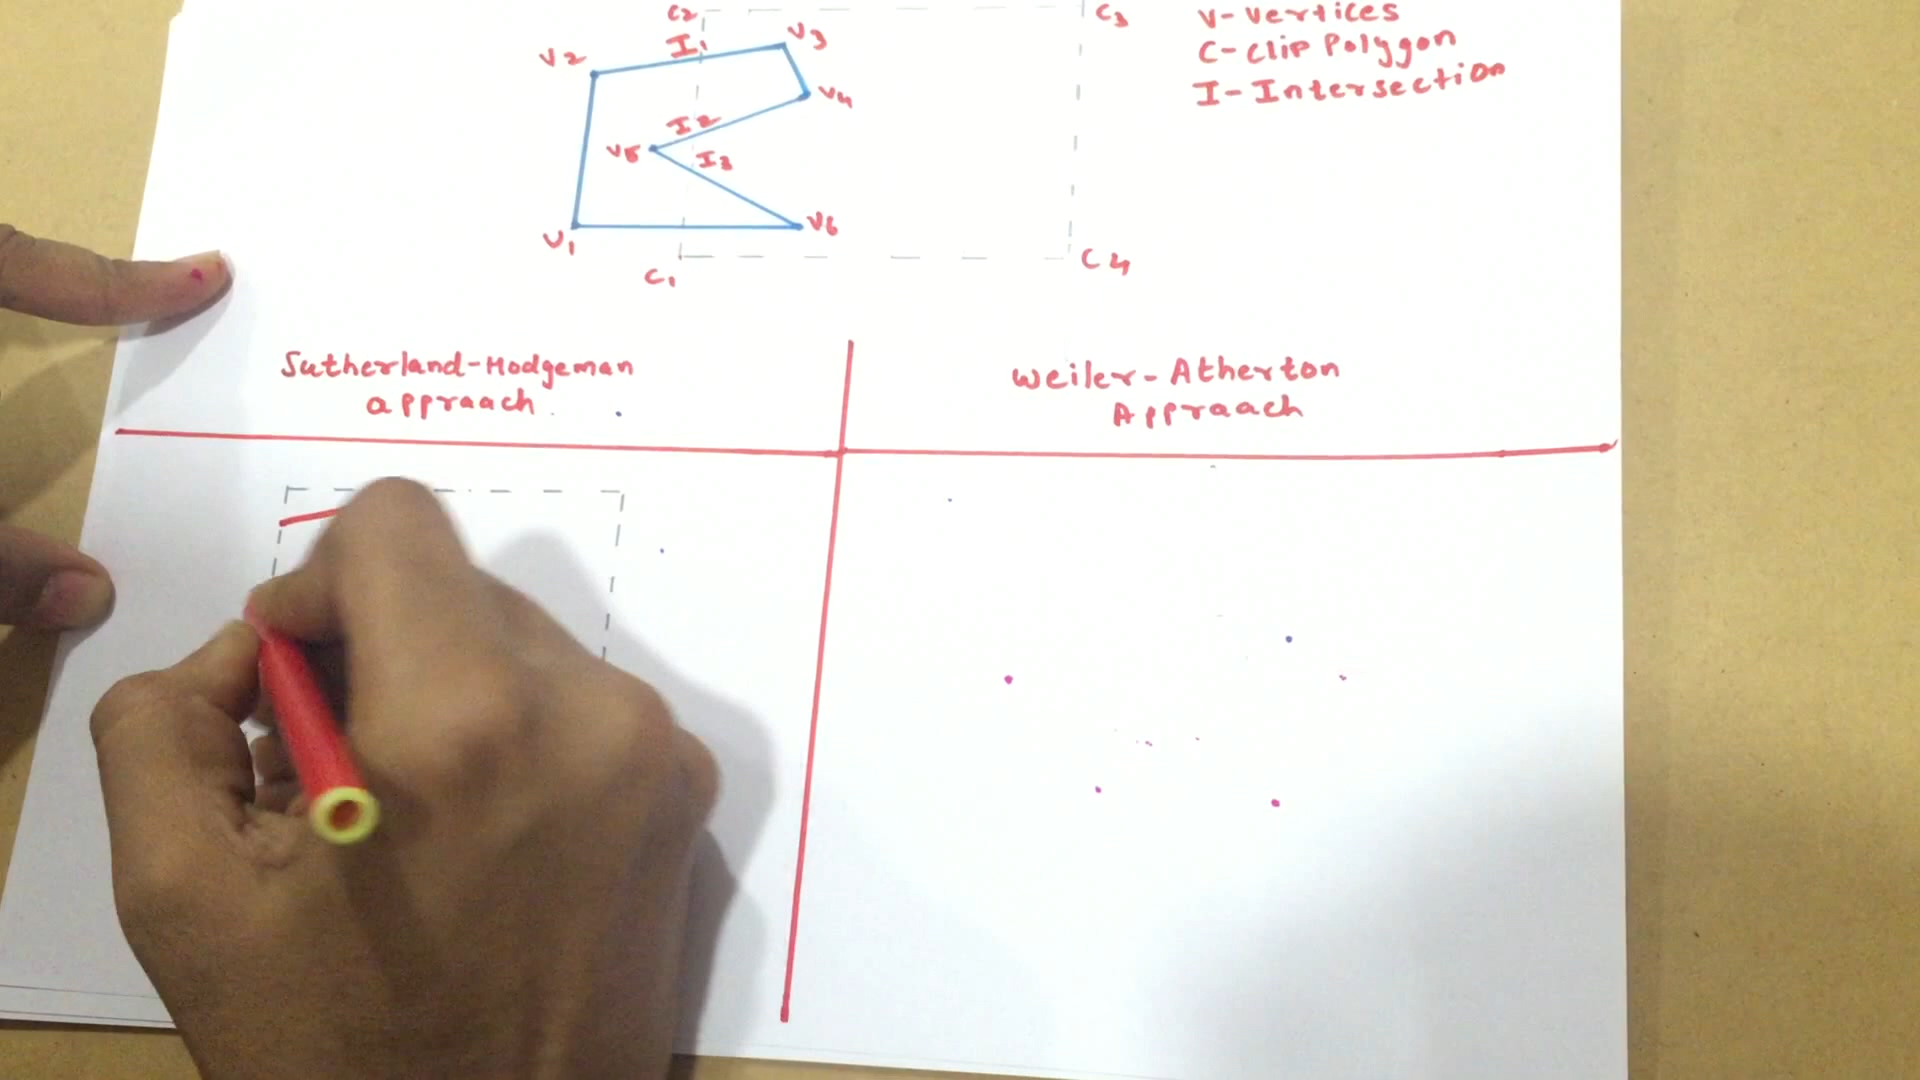 C2
C3
V-Vertices
I1
V3
C-Clip Polygon
V2
I-Intersection
V4
I2
V5
I3
V6
V1
C1
C4
Sutherland-Hodgeman
appraach.
Weiler-Atherton
Appraach